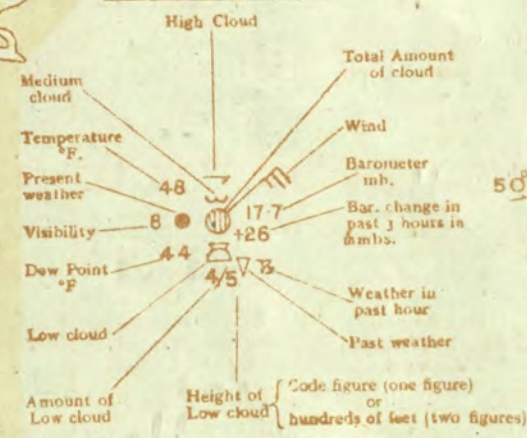 High Cloud
Total Amount
of cloud
Medium
cloud
Wind
Temperature
°F.
Barometer
mb.
48
Present
weather
50
17.7
Bar. change in
past 3 hours in
Visibility
8
+26
44
Dew Point
°F
4/5
Weather in
past hour
Low cloud
Past weather
Amount of
Low cloud
Height of
Low cloud
Code figure (one figure)
or
hundreds of feet (two figures)